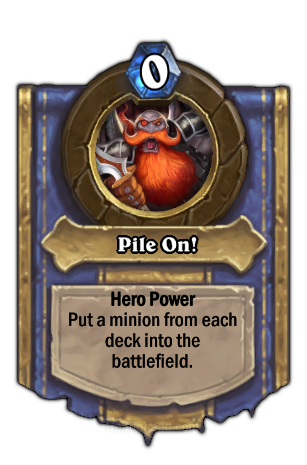 0
Pile On!
Hero Power
Put a minion from each
deck into the
battlefield.